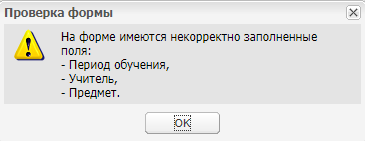 Проверка формы
На форме имеются некорректно заполненные
поля:
- Период обучения,
- Учитель,
- Предмет.
OK